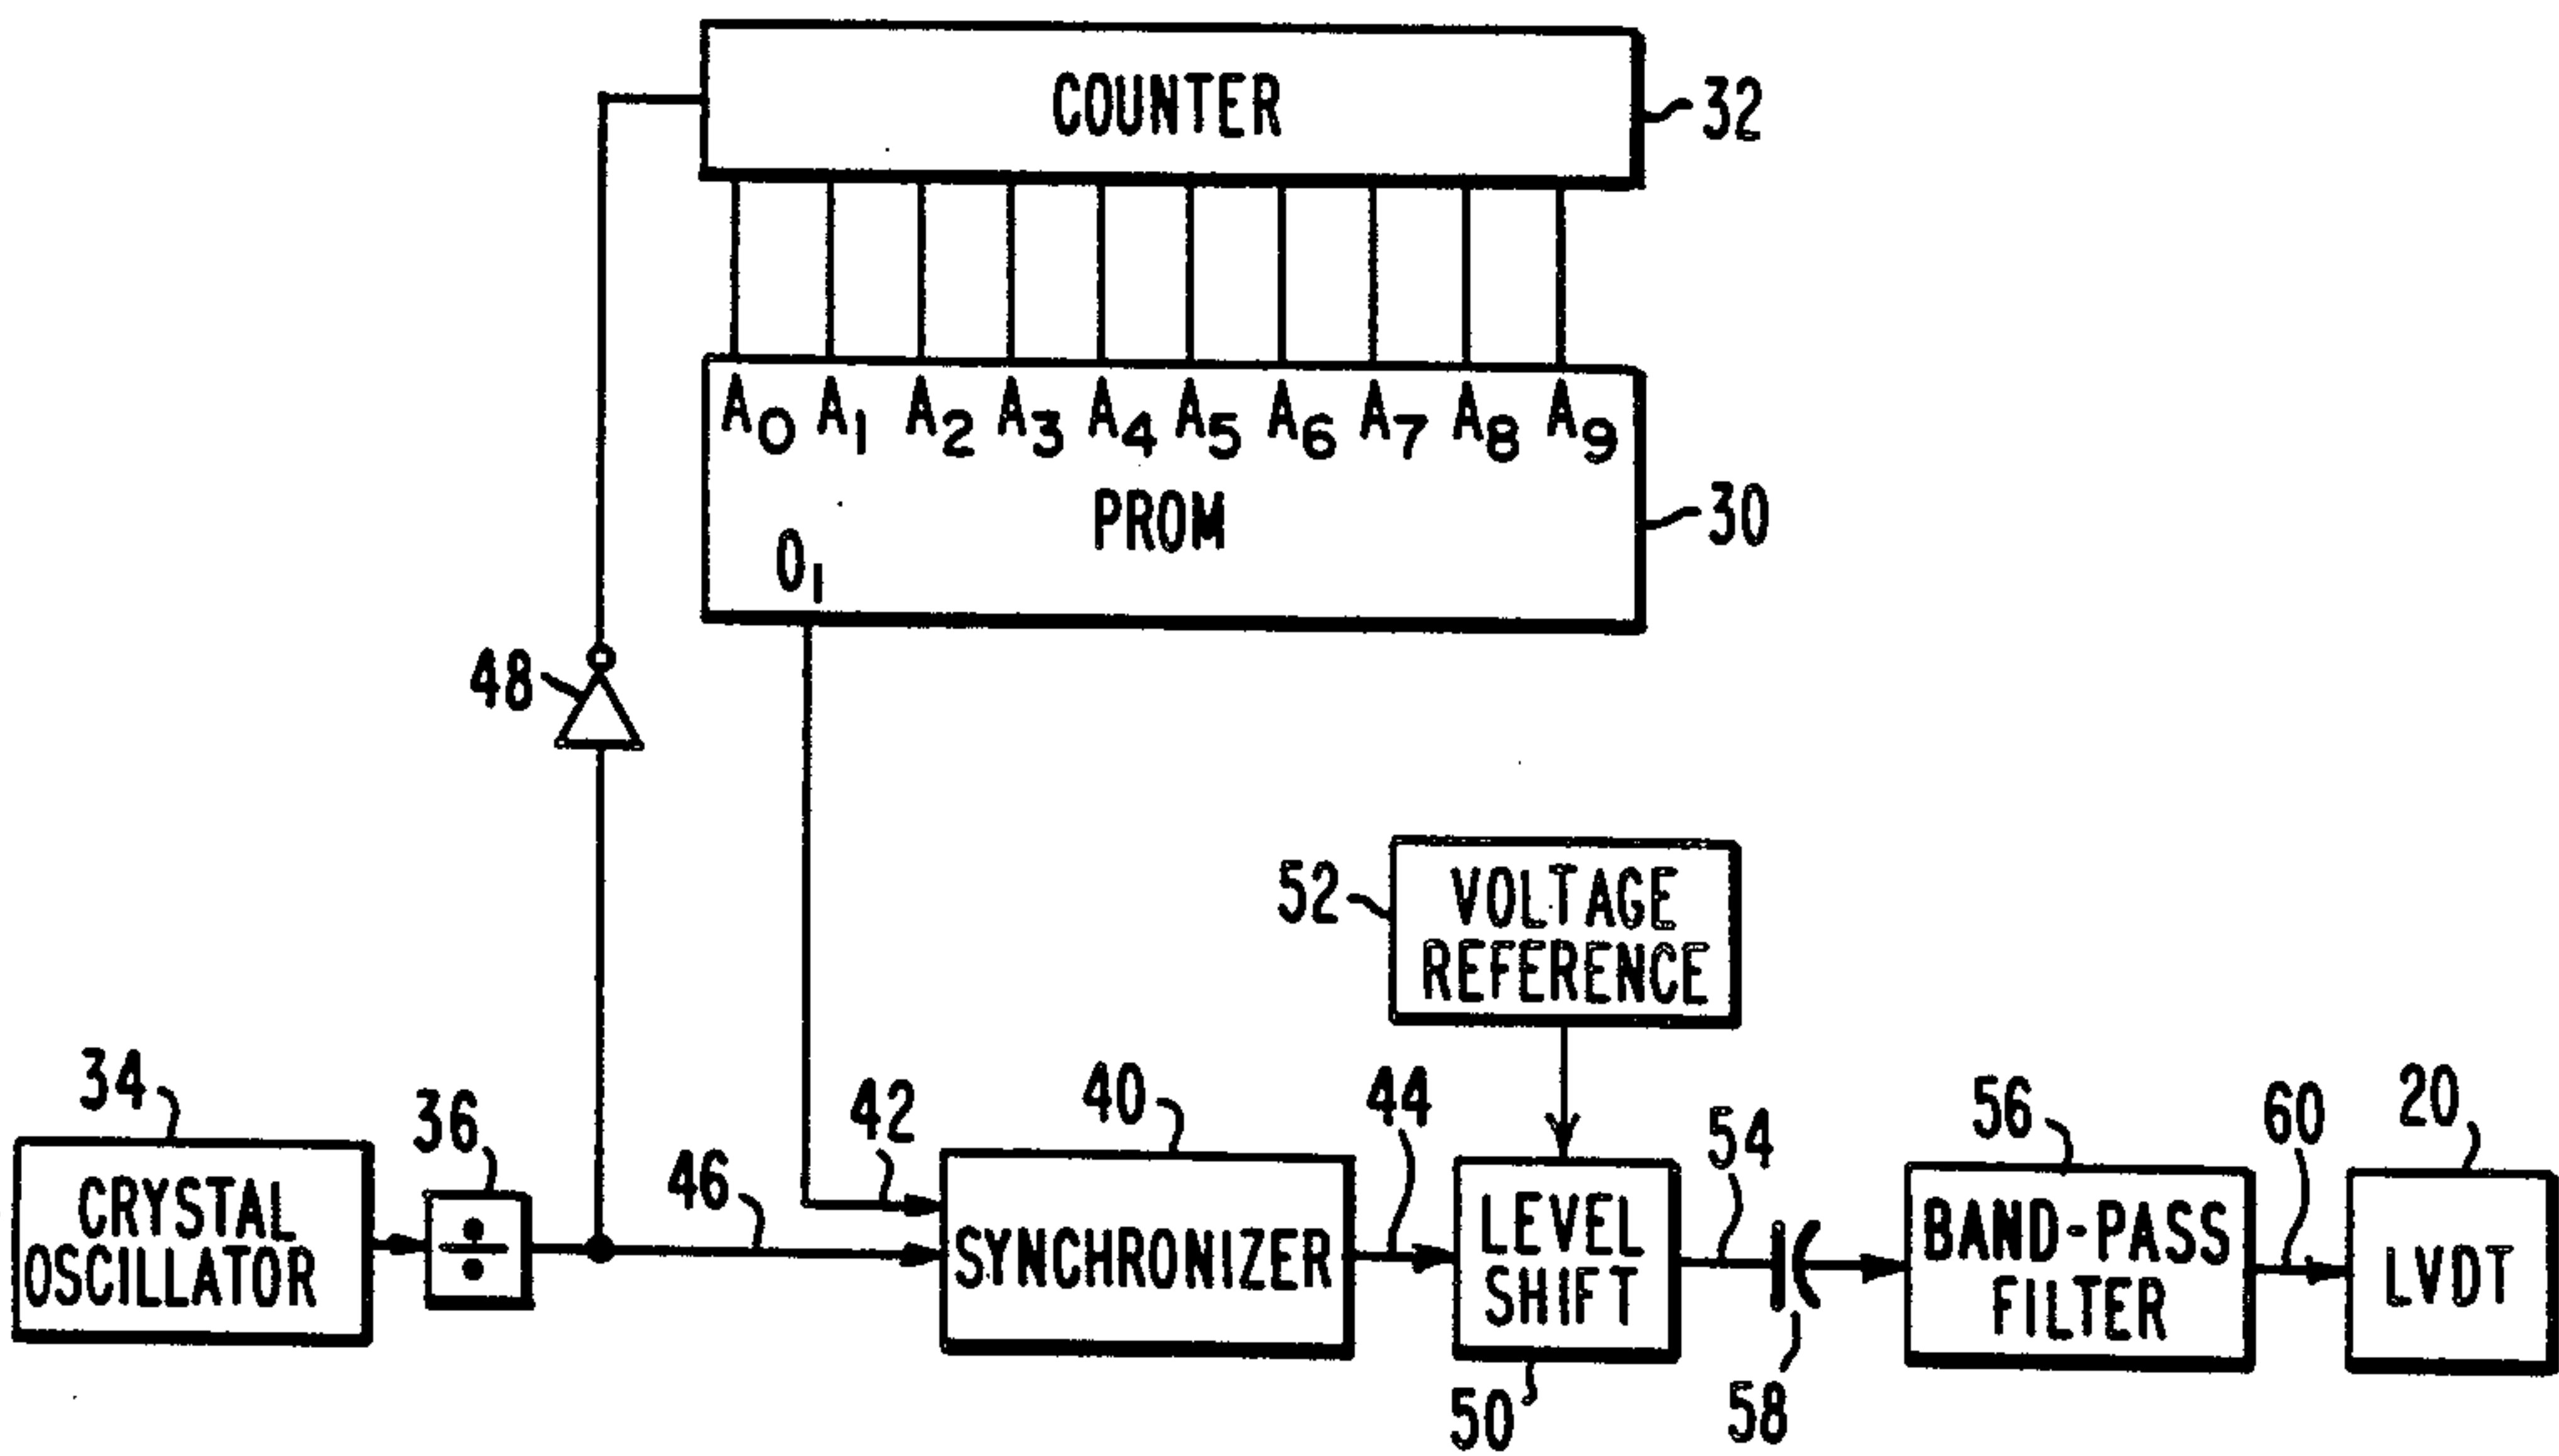 COUNTER
32
A0 A1 A2 A3 A4 A5 A6 A7 A8 A9
PROM
30
O1
48
52
VOLTAGE
REFERENCE
34
36
46
42
40
44
54
56
60
20
CRYSTAL
OSCILLATOR
÷
SYNCHRONIZER
LEVEL
SHIFT
BAND-PASS
FILTER
LVDT
50
58